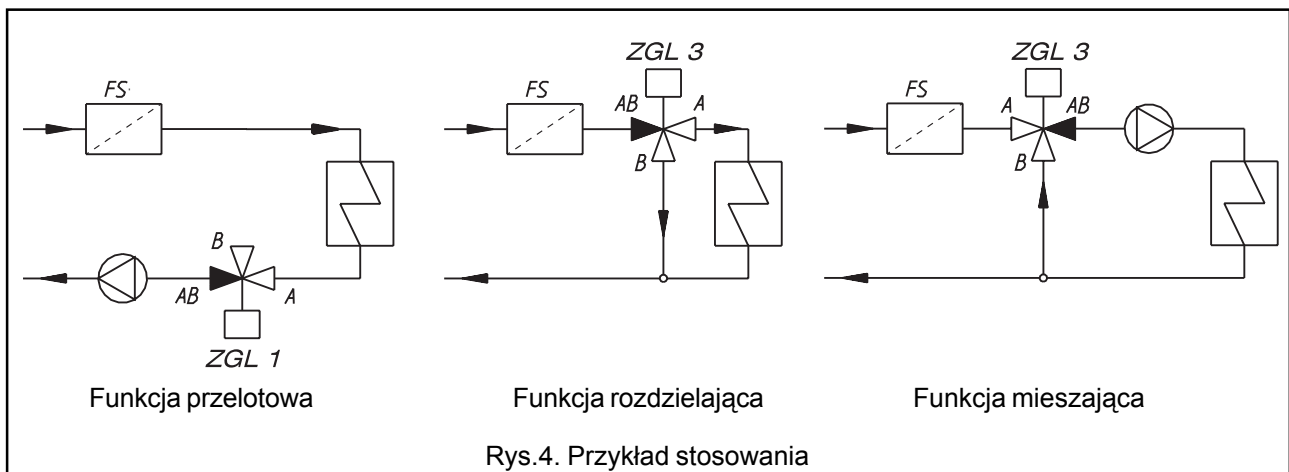 FS
B
AB
A
ZGL 1
Funkcja przelotowa
ZGL 3
FS
AB
A
B
Funkcja rozdzielająca
ZGL 3
FS
A
AB
B
Funkcja mieszająca
Rys.4. Przykład stosowania